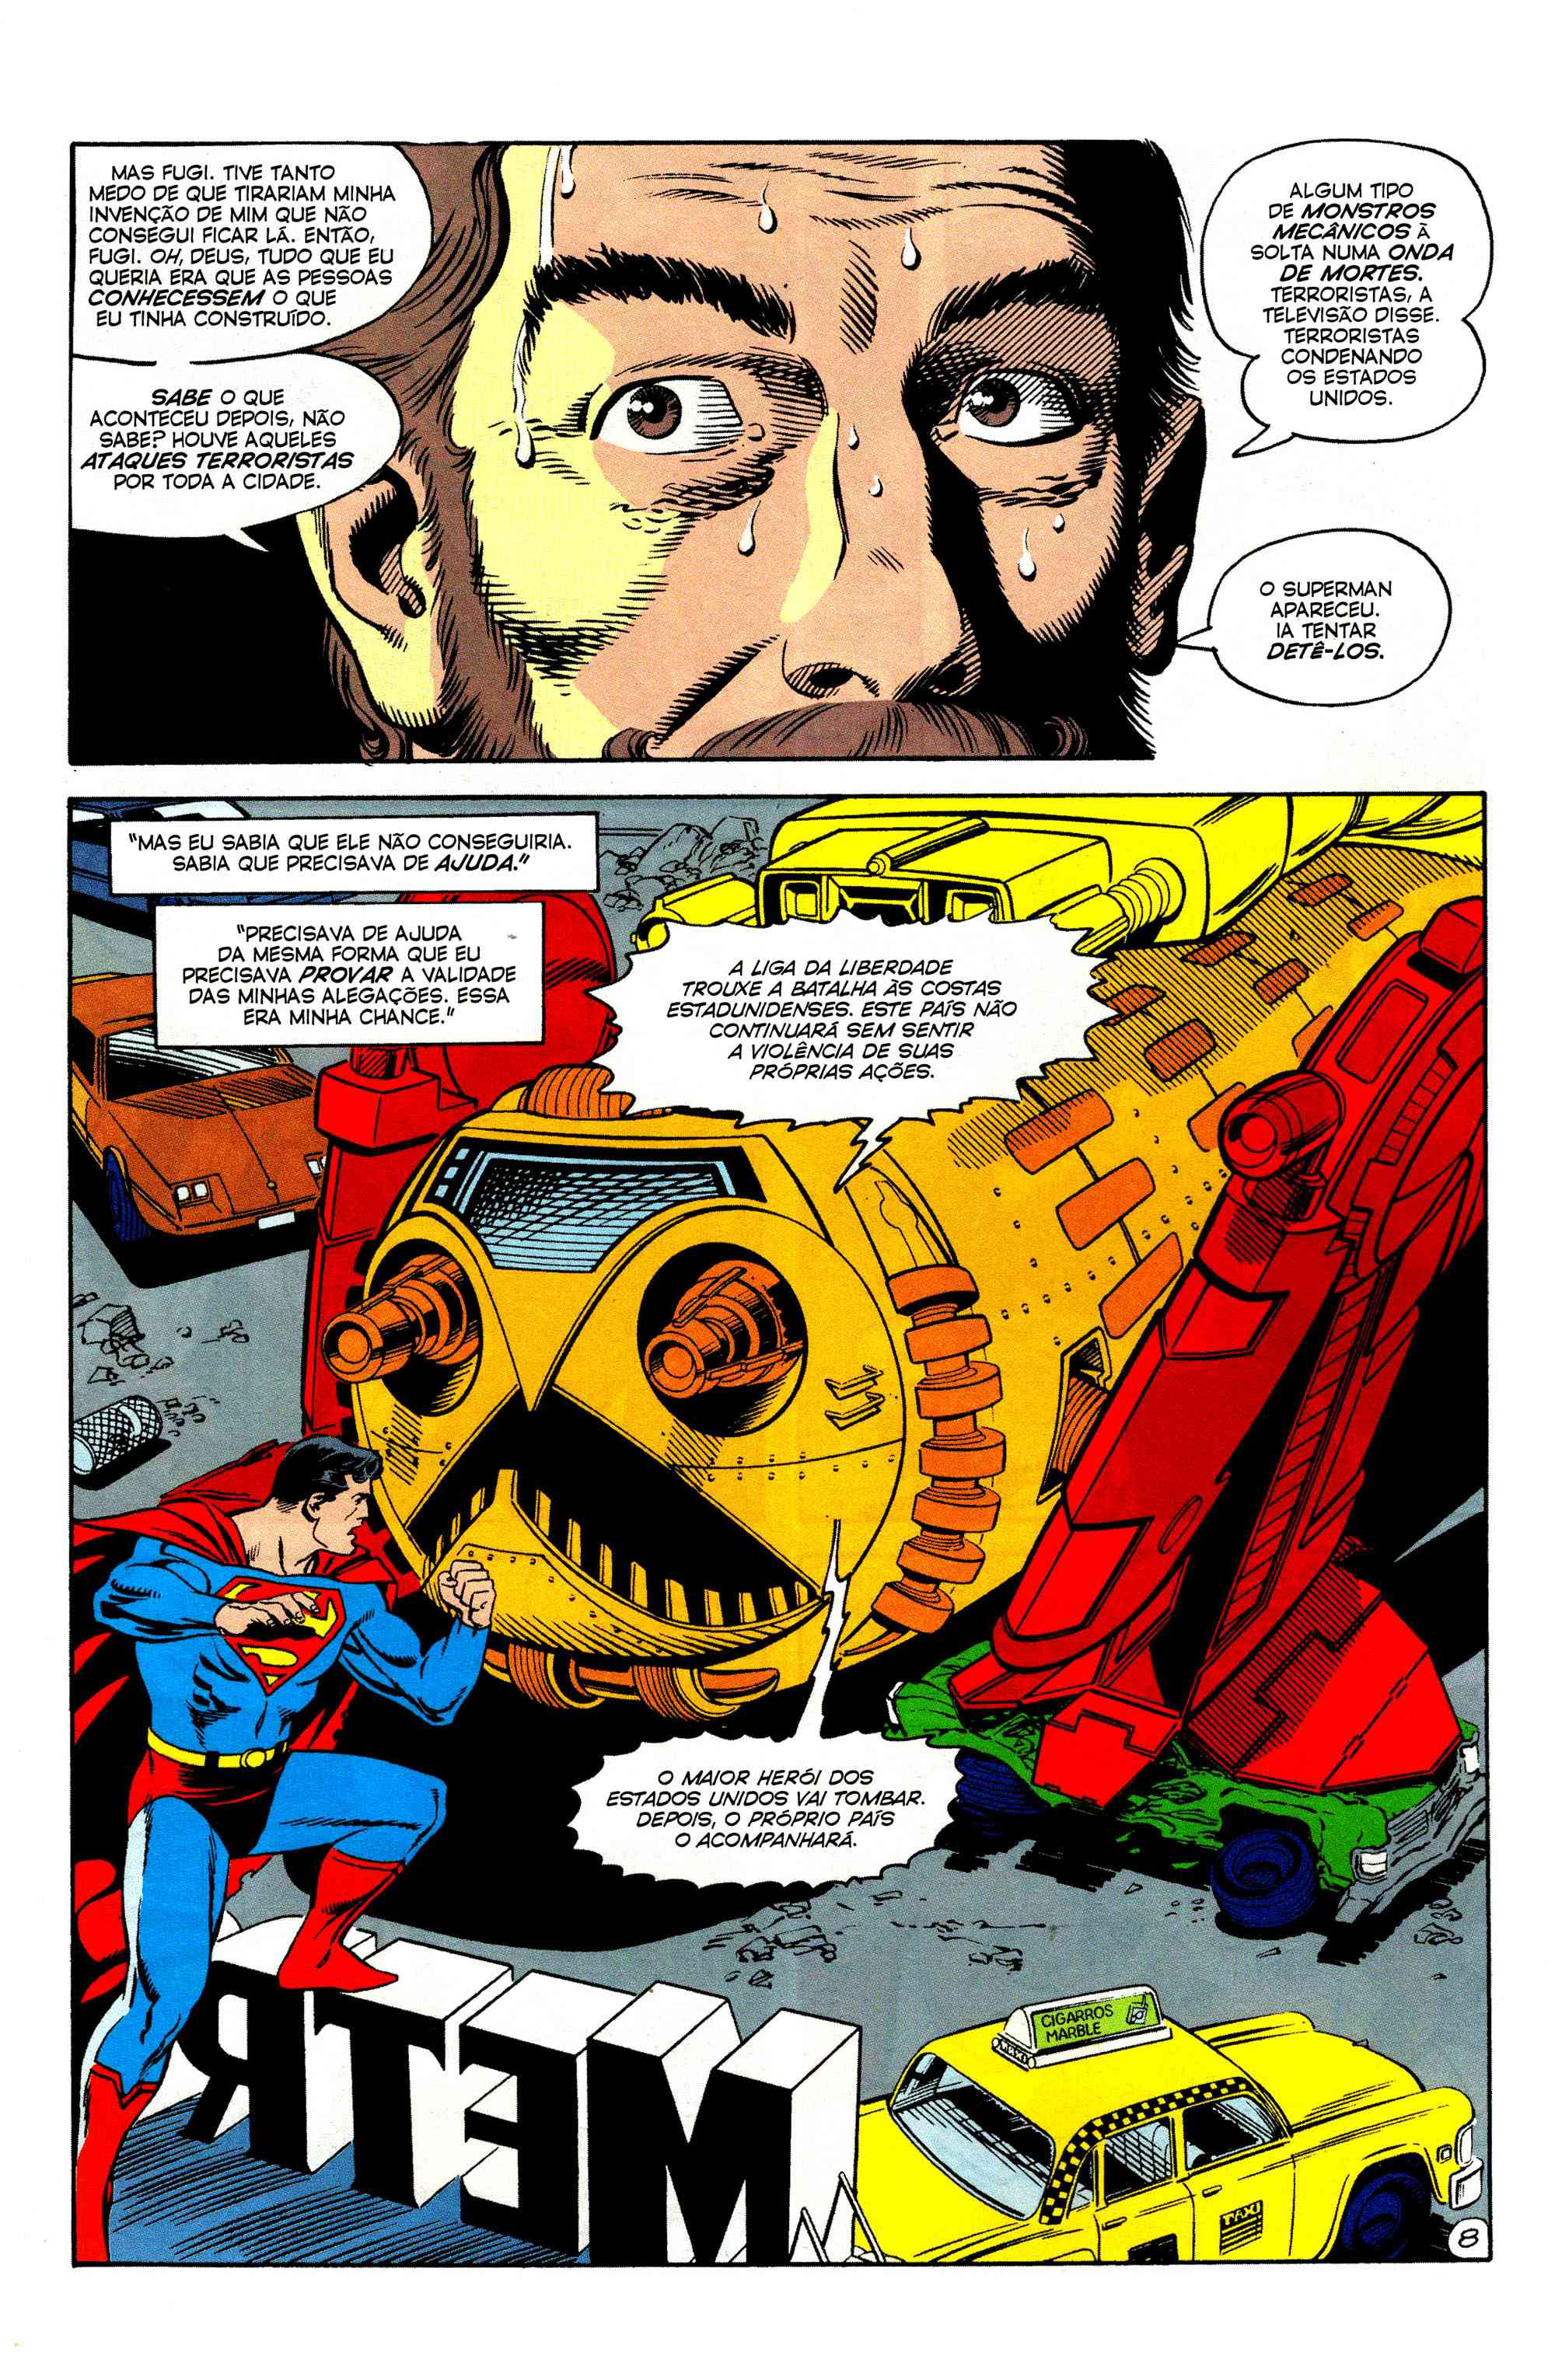 MAS FUGI. TIVE TANTO
MEDO DE QUE TIRARIAM MINHA
INVENÇÃO DE MIM QUE NÃO
CONSEGUI FICAR LÁ. ENTÃO,
FUGI. OH, DEUS, TUDO QUE EU
QUERIA ERA QUE AS PESSOAS
CONHECESSEM O QUE
EU TINHA CONSTRUÍDO.
SABE O QUE
ACONTECEU DEPOIS, NÃO
SABE? HOUVE AQUELES
ATAQUES TERRORISTAS
POR TODA A CIDADE.
ALGUM TIPO
DE MONSTROS
MECÂNICOS À
SOLTA NUMA ONDA
DE MORTES.
TERRORISTAS, A
TELEVISÃO DISSE.
TERRORISTAS
CONDENANDO
OS ESTADOS
UNIDOS.
O SUPERMAN
APARECEU.
IA TENTAR
DETÊ-LOS.
"MAS EU SABIA QUE ELE NÃO CONSEGUIRIA.
SABIA QUE PRECISAVA DE AJUDA."
"PRECISAVA DE AJUDA
DA MESMA FORMA QUE EU
PRECISAVA PROVAR A VALIDADE
DAS MINHAS ALEGAÇÕES. ESSA
ERA MINHA CHANCE."
A LIGA DA LIBERDADE
TROUXE A BATALHA ÀS COSTAS
ESTADUNIDENSES. ESTE PAÍS NÃO
CONTINUARÁ SEM SENTIR
A VIOLÊNCIA DE SUAS
PRÓPRIAS AÇÕES.
O MAIOR HERÓI DOS
ESTADOS UNIDOS VAI TOMBAR.
DEPOIS, O PRÓPRIO PAÍS
O ACOMPANHARÁ.
S
METR
CIGARROS
MARBLE
TAXI
8